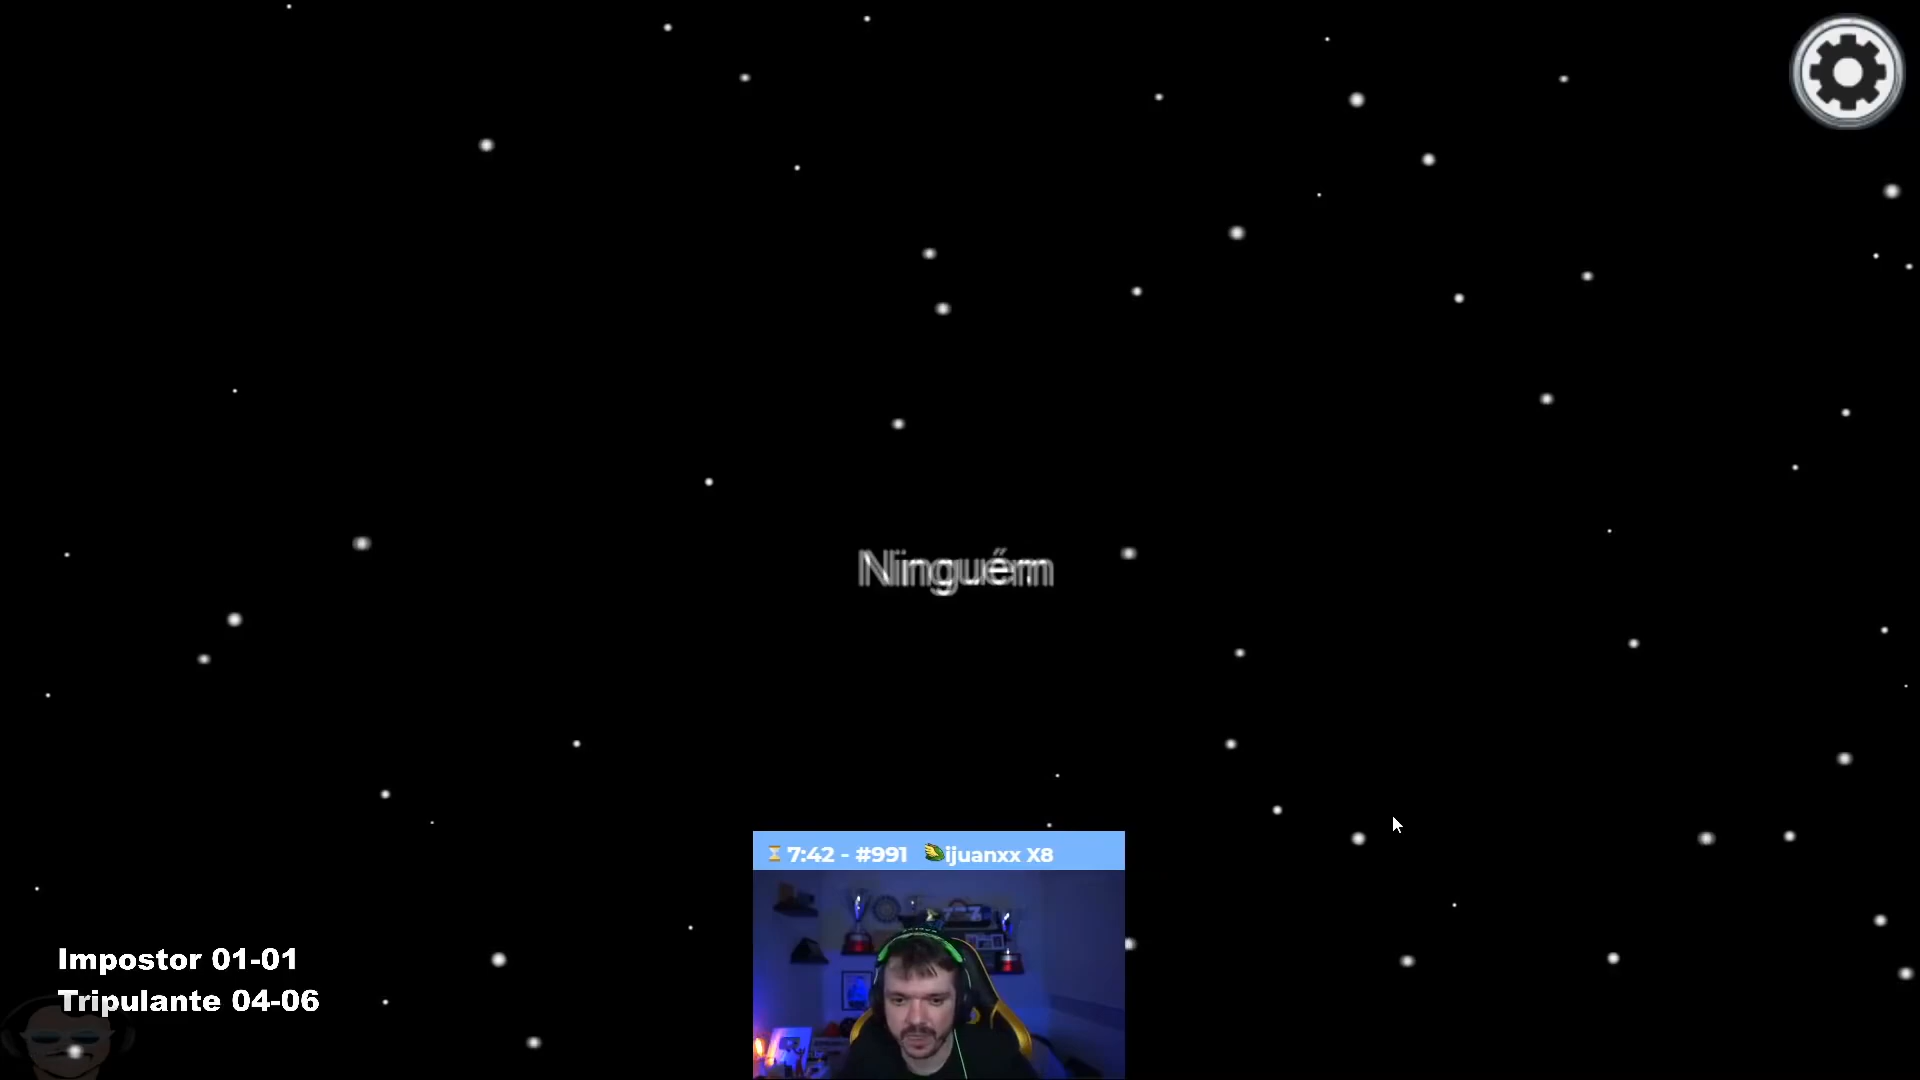 Ninguém
7:42 - #991 ijuanxx X8
Impostor 01-01
Tripulante 04-06